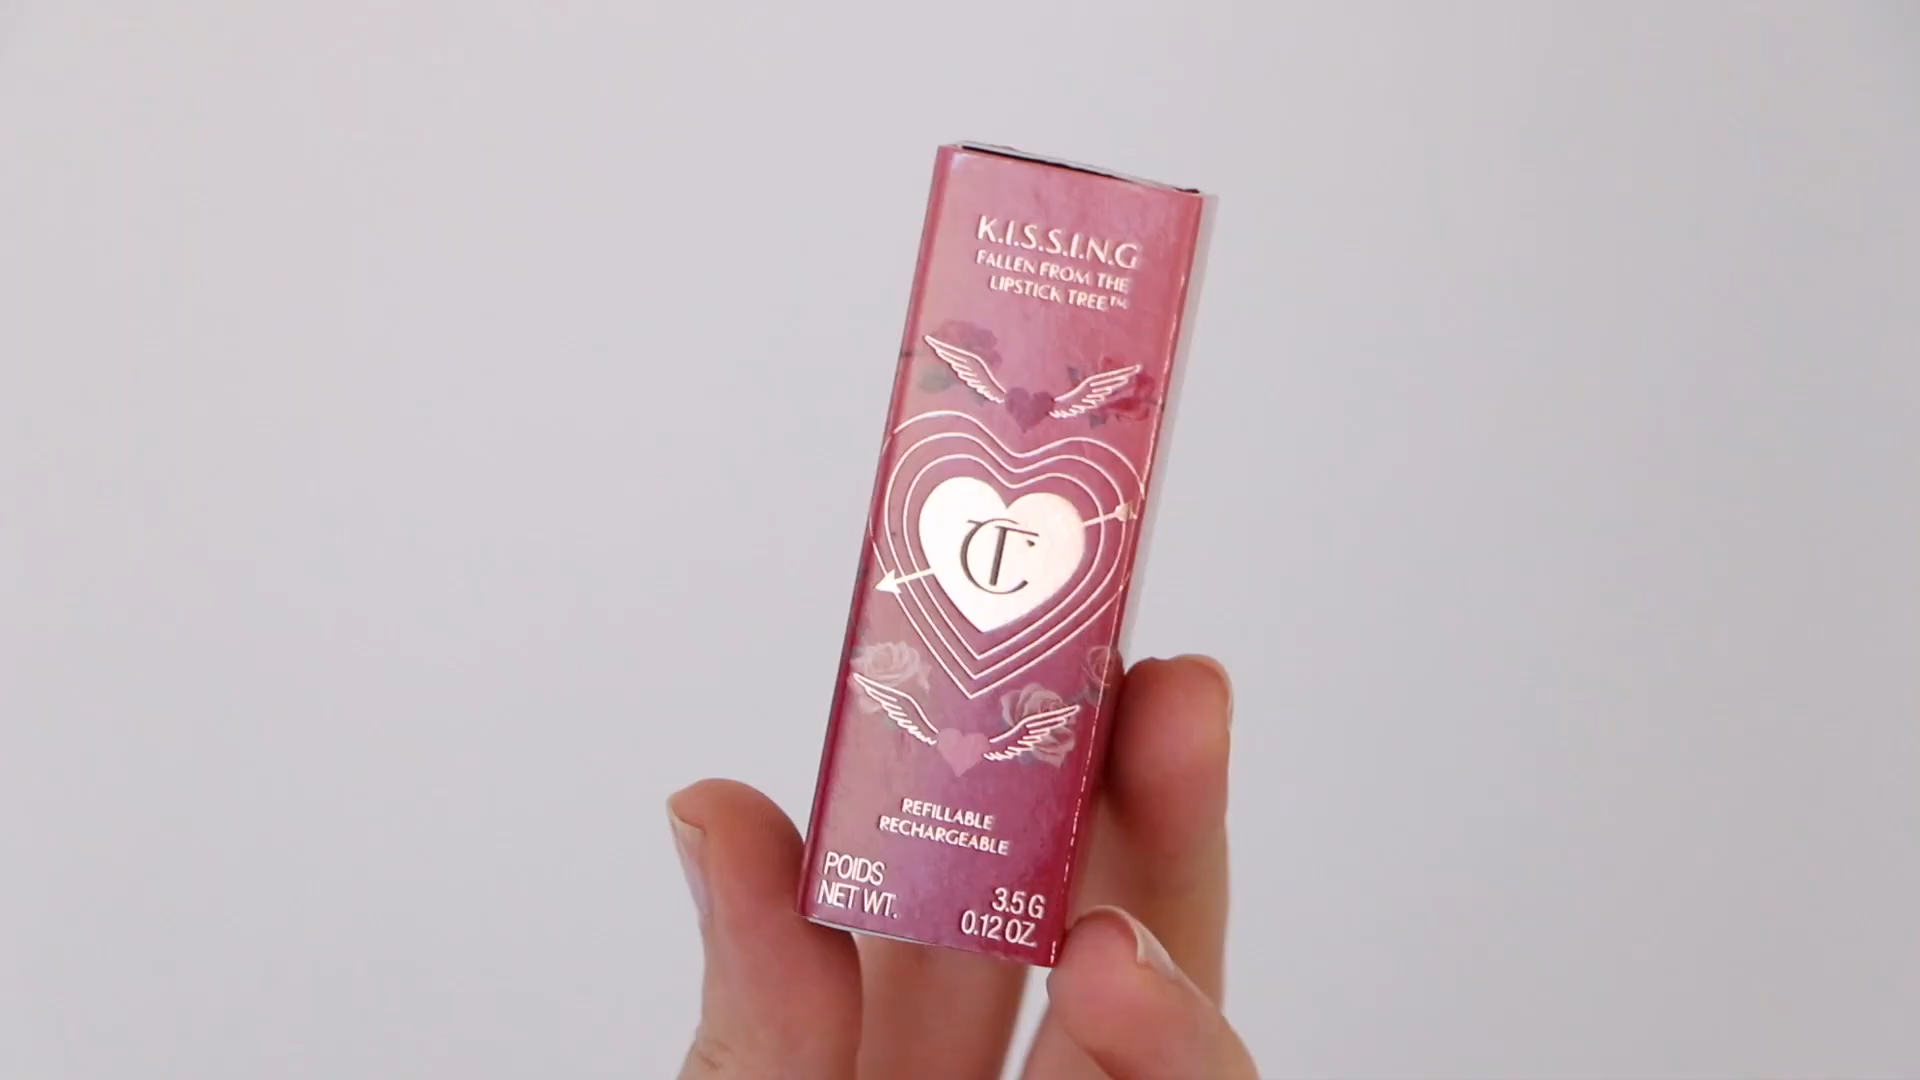 K.I.S.S.I.N.G
FALLEN FROM THE
LIPSTICK TREE™
CT
REFILLABLE
RECHARGEABLE
POIDS
NET WT.
3.5 G
0.12 OZ.